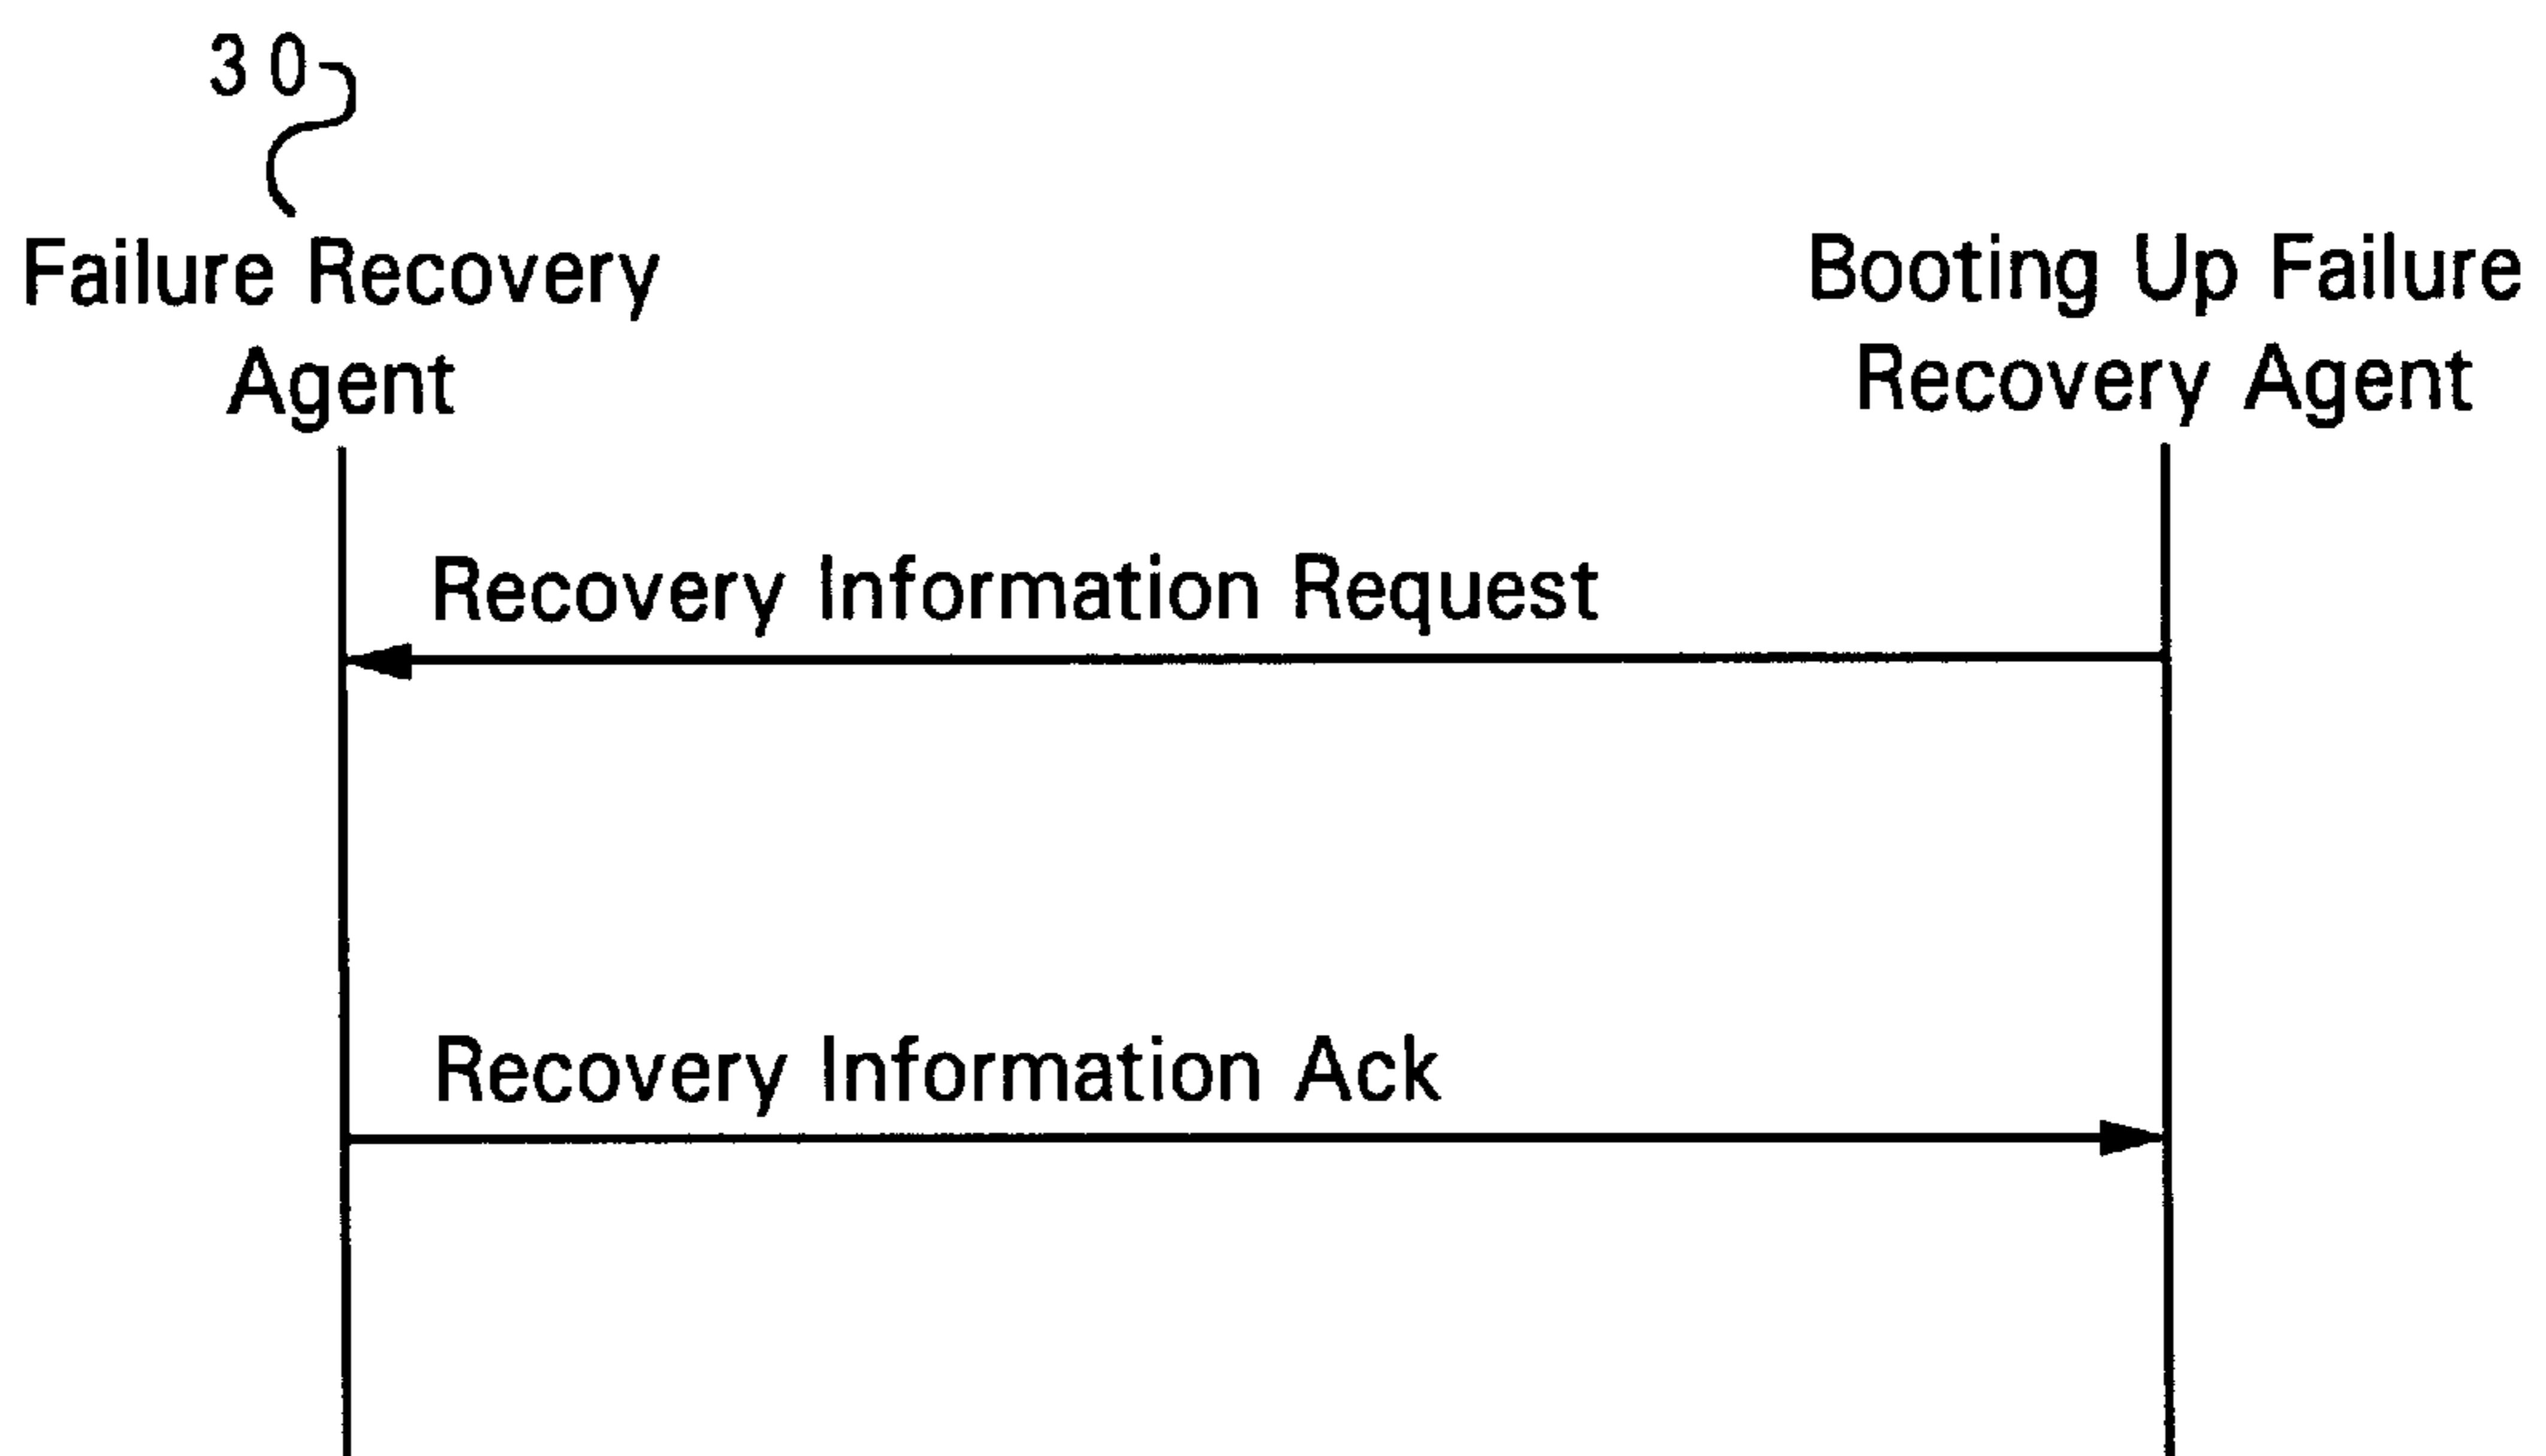 30
Failure Recovery
Agent
Booting Up Failure
Recovery Agent
Recovery Information Request
Recovery Information Ack